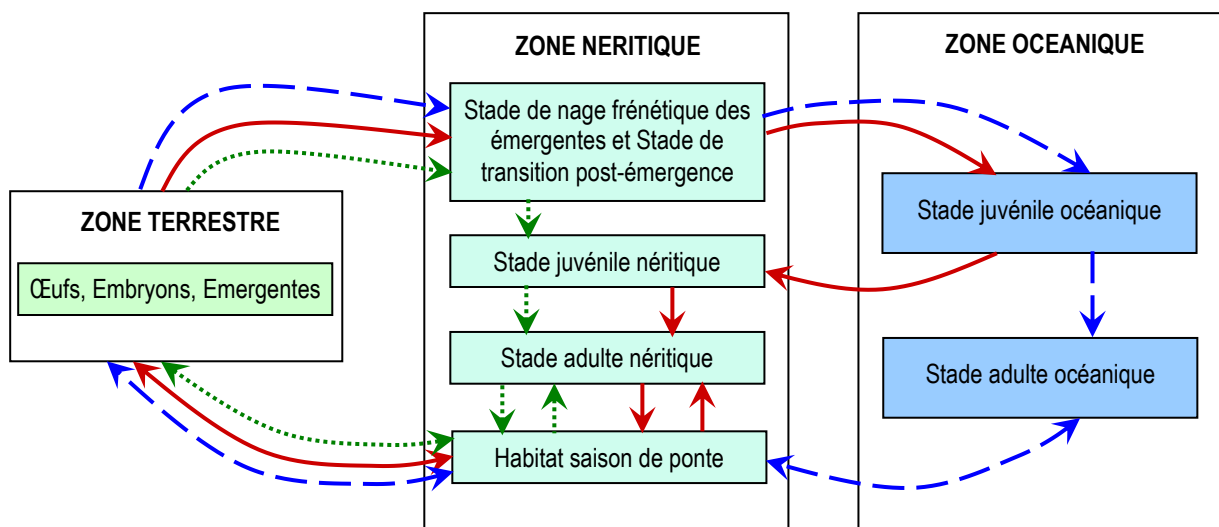 ZONE TERRESTRE
Œufs, Embryons, Emergentes
ZONE NERITIQUE
Stade de nage frénétique des
émergentes et Stade de
transition post-émergence
Stade juvénile néritique
Stade adulte néritique
Habitat saison de ponte
ZONE OCEANIQUE
Stade juvénile océanique
Stade adulte océanique